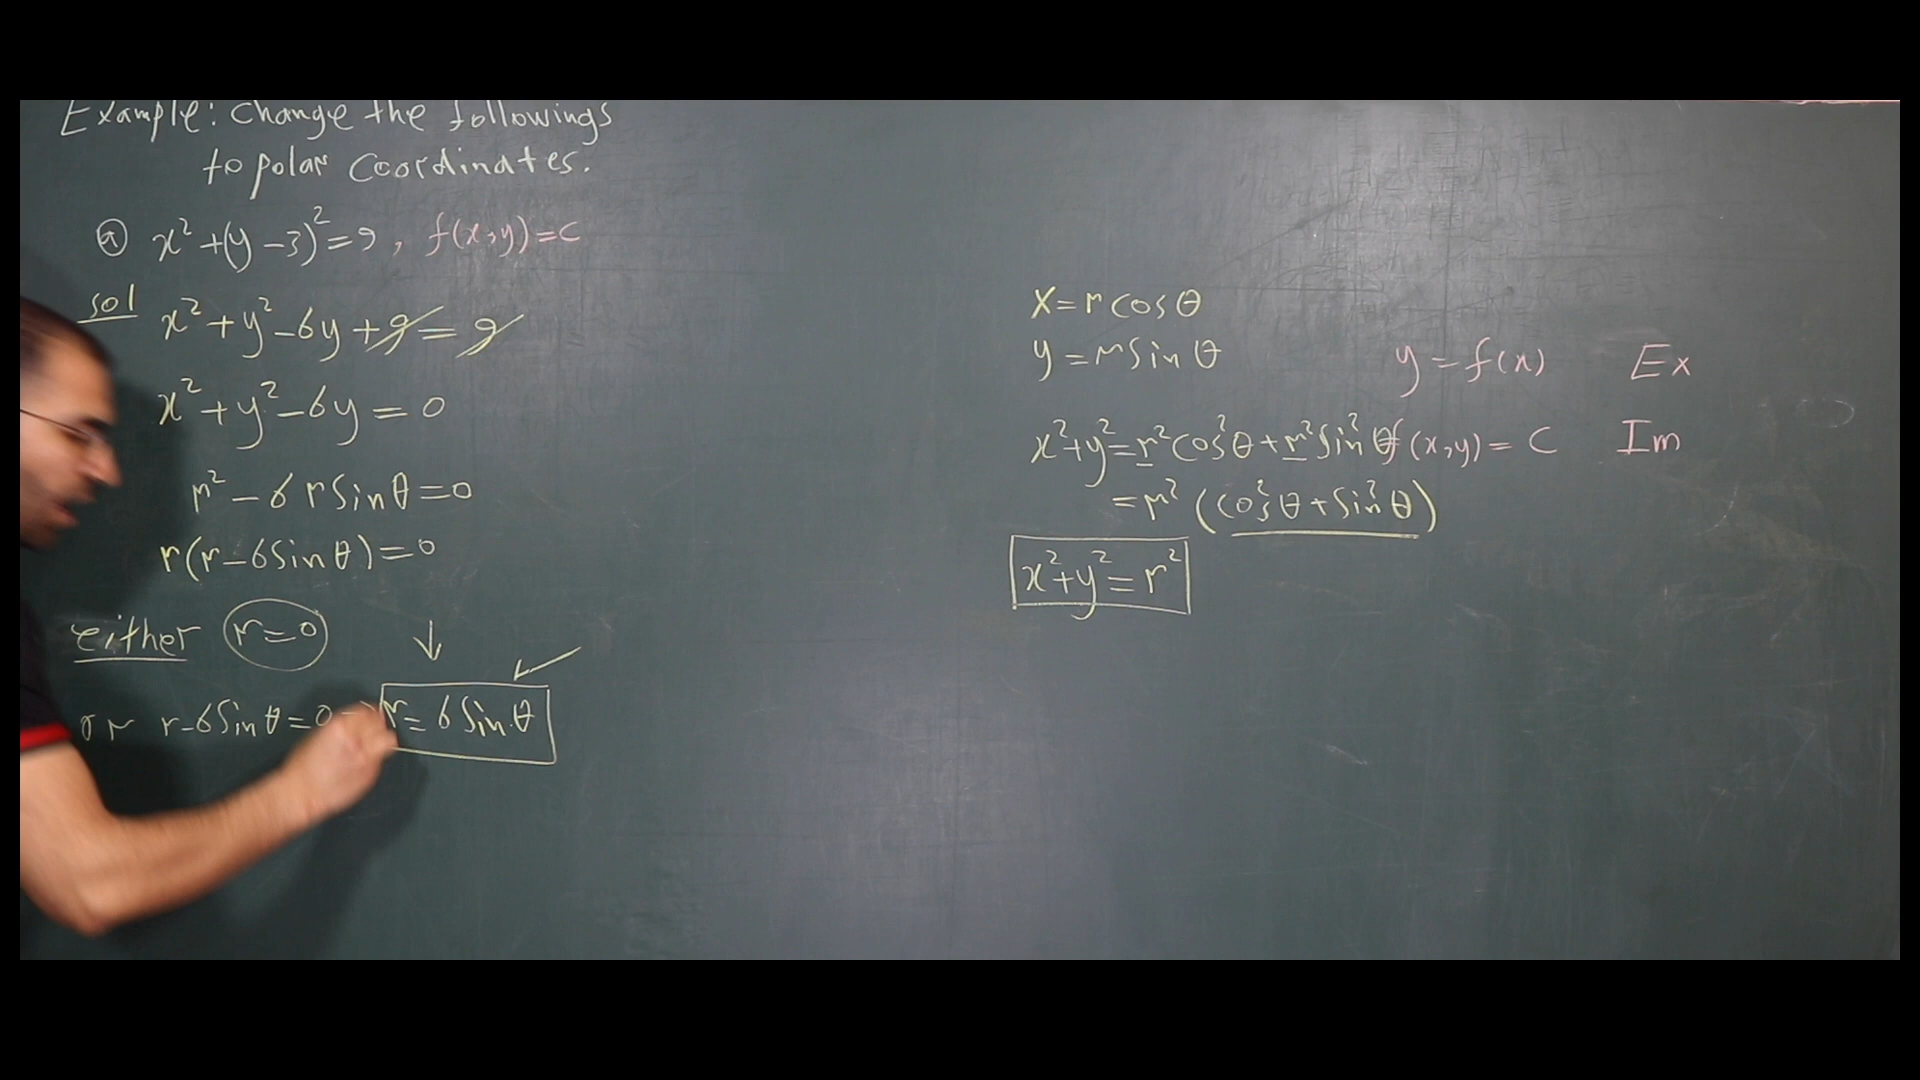 Example: Change the followings
to polar coordinates.
ⓐ x²+(y-3)²=9, f(x,y)=c
sol x²+y²-6y+9=9
x²+y²-6y=0
r²-6rsinθ=0
r(r-6sinθ)=0
either r=0
or r-6sinθ=0 → r=6sinθ
x=rcosθ
y=rsinθ
y=f(x) Ex
x²+y²=r²cos²θ+r²sin²θ
f(x,y)=C Im
=r²(cos²θ+sin²θ)
x²+y²=r²